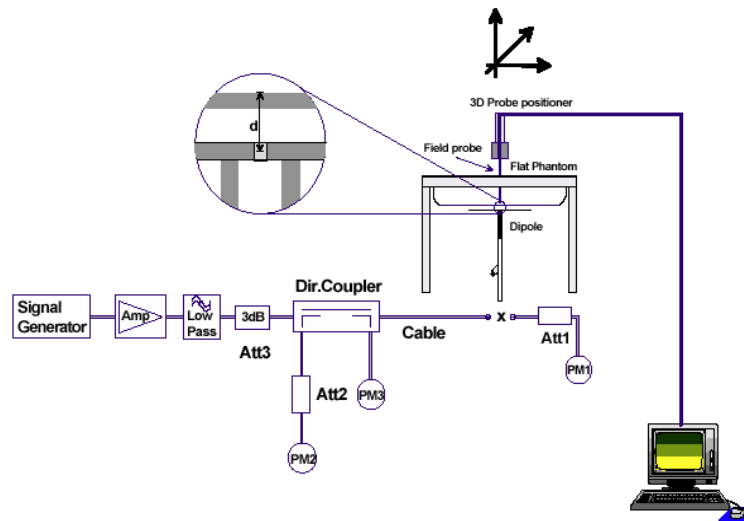 d
3D Probe positioner
Field probe
Flat Phantom
Dipole
Signal
Generator
Amp
Low
Pass
3dB
Att3
Dir.Coupler
Cable
x
Att1
PM1
Att2
PM3
PM2